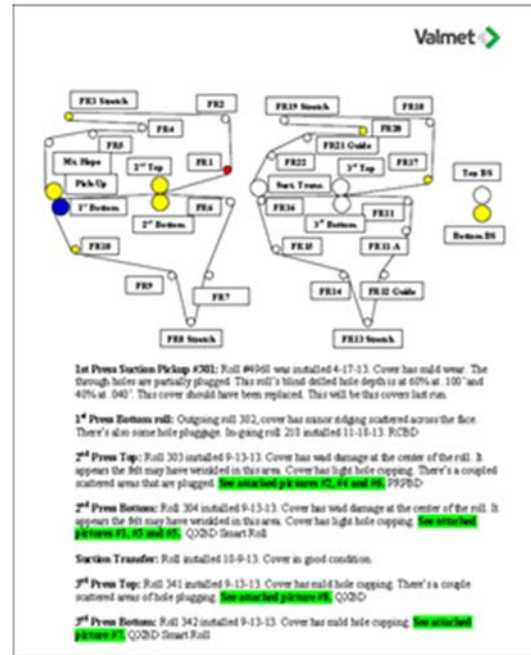 Valmet
FR3 Stretch
FR2
FR19 Stretch
FR18
FR4
FR20
FR5
FR21 Guide
Mt. Hope
2nd Top
FR1
FR22
3rd Top
FR17
Top BS
Pick-Up
Suct. Trans.
1st Bottom
FR6
FR16
FR11
2nd Bottom
3rd Bottom
Bottom BS
FR10
FR15
FR11-A
FR9
FR7
FR14
FR12 Guide
FR8 Stretch
FR13 Stretch
1st Press Suction Pickup #301: Roll #4968 was installed 4-17-13. Cover has mild wear. The
through holes are partially plugged. This roll's blind drilled hole depth is at 60% at .100" and
40% at .040". This cover should have been replaced. This will be this covers last run.
1st Press Bottom roll: Outgoing roll 302, cover has minor ridging scattered across the face.
There's also some hole pluggage. In-going roll 210 installed 11-18-13. RCBD
2nd Press Top: Roll 303 installed 9-13-13. Cover has wad damage at the center of the roll. It
appears the felt may have wrinkled in this area. Cover has light hole cupping. There's a coupled
scattered areas that are plugged. See attached pictures #2, #4 and #6. PRPBD
2nd Press Bottom: Roll 304 installed 9-13-13. Cover has wad damage at the center of the roll. It
appears the felt may have wrinkled in this area. Cover has light hole cupping. See attached
pictures #1, #3 and #5. QXBD Smart Roll
Suction Transfer: Roll installed 10-9-13. Cover in good condition.
3rd Press Top: Roll 341 installed 9-13-13. Cover has mild hole cupping. There's a couple
scattered areas of hole plugging. See attached picture #8. QXBD
3rd Press Bottom: Roll 342 installed 9-13-13. Cover has mild hole cupping. See attached
picture #7. QXBD Smart Roll